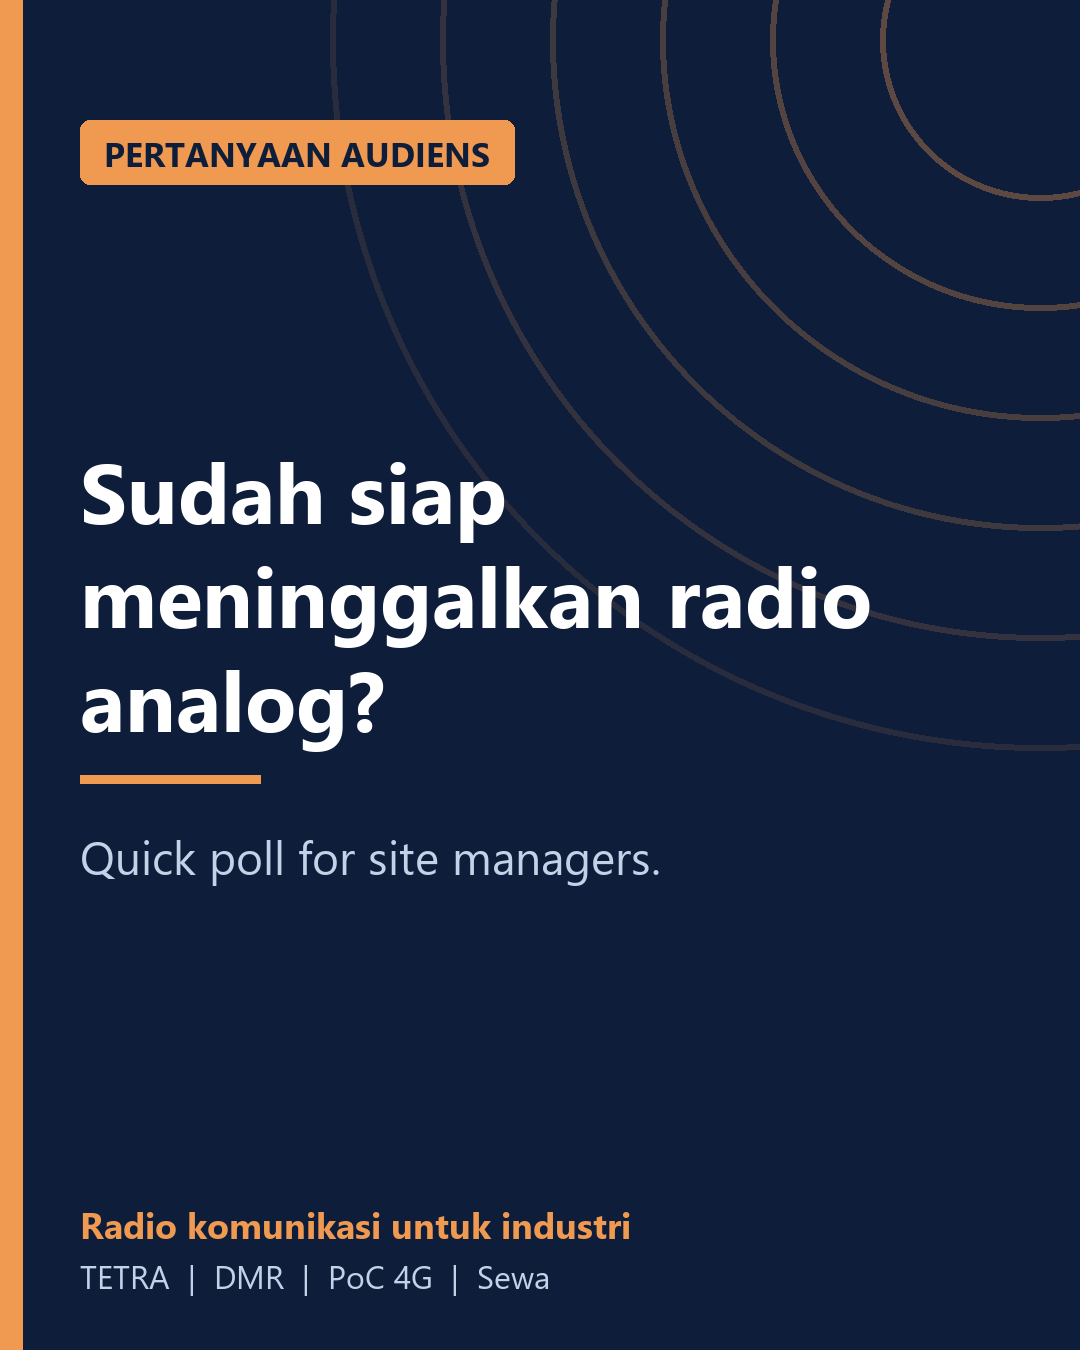 PERTANYAAN AUDIENS
Sudah siap
meninggalkan radio
analog?
Quick poll for site managers.
Radio komunikasi untuk industri
TETRA | DMR | PoC 4G | Sewa